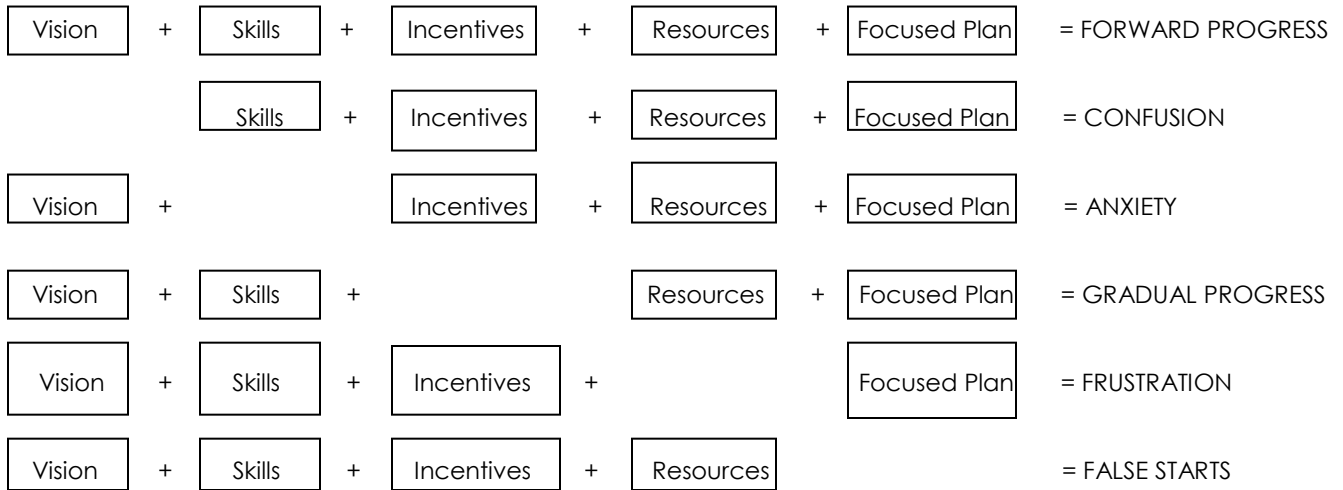 Vision + Skills + Incentives + Resources + Focused Plan = FORWARD PROGRESS
Skills + Incentives + Resources + Focused Plan = CONFUSION
Vision + Incentives + Resources + Focused Plan = ANXIETY
Vision + Skills + Resources + Focused Plan = GRADUAL PROGRESS
Vision + Skills + Incentives + Focused Plan = FRUSTRATION
Vision + Skills + Incentives + Resources = FALSE STARTS